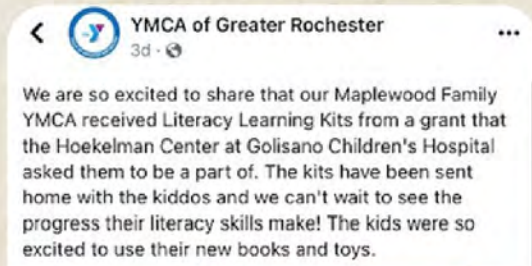 YMCA of Greater Rochester
3d ·
We are so excited to share that our Maplewood Family
YMCA received Literacy Learning Kits from a grant that
the Hoekelman Center at Golisano Children's Hospital
asked them to be a part of. The kits have been sent
home with the kiddos and we can't wait to see the
progress their literacy skills make! The kids were so
excited to use their new books and toys.